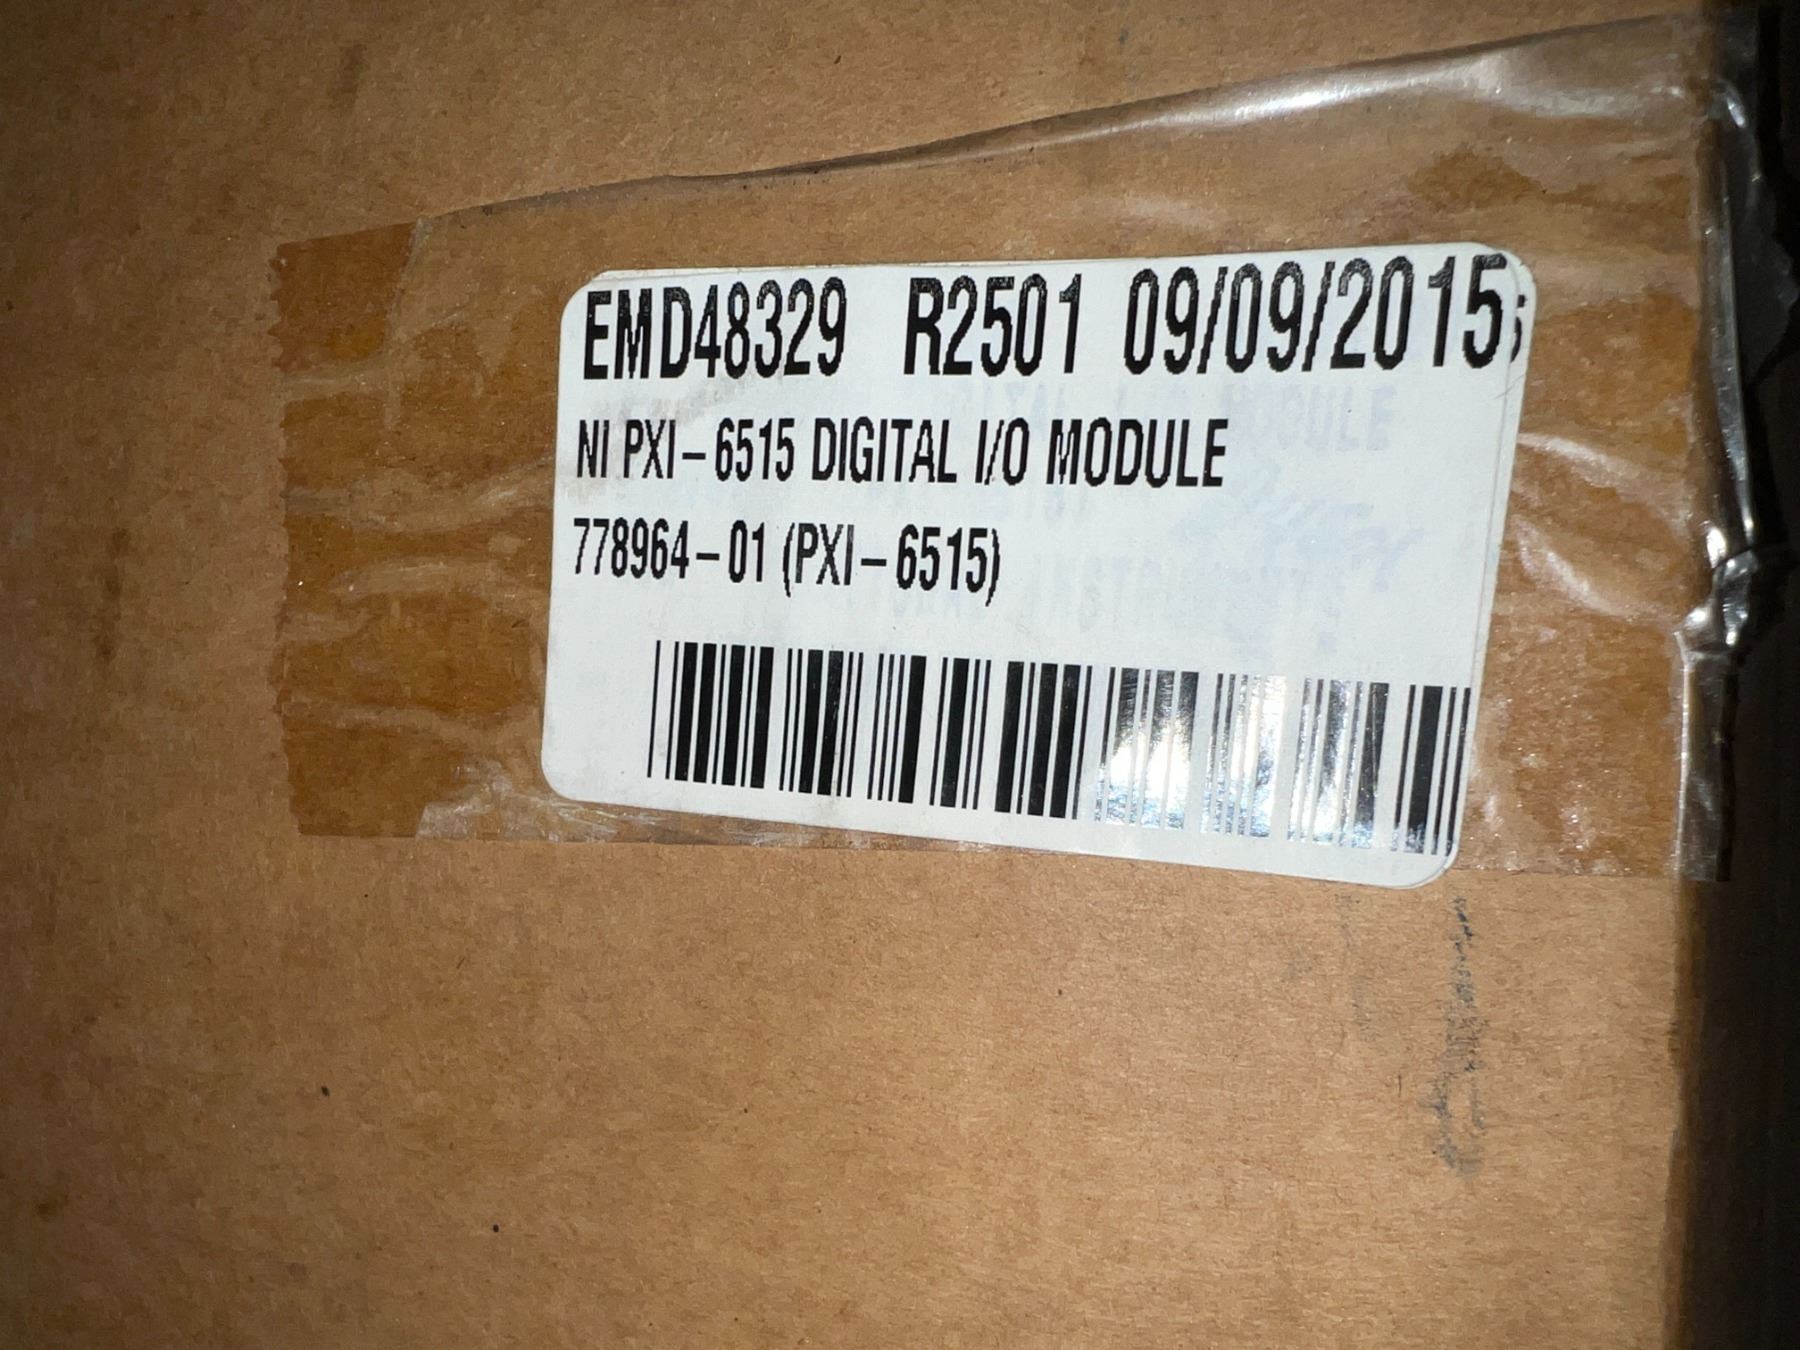 EMD48329 R2501 09/09/2015
NI PXI-6515 DIGITAL I/O MODULE
778964-01 (PXI-6515)